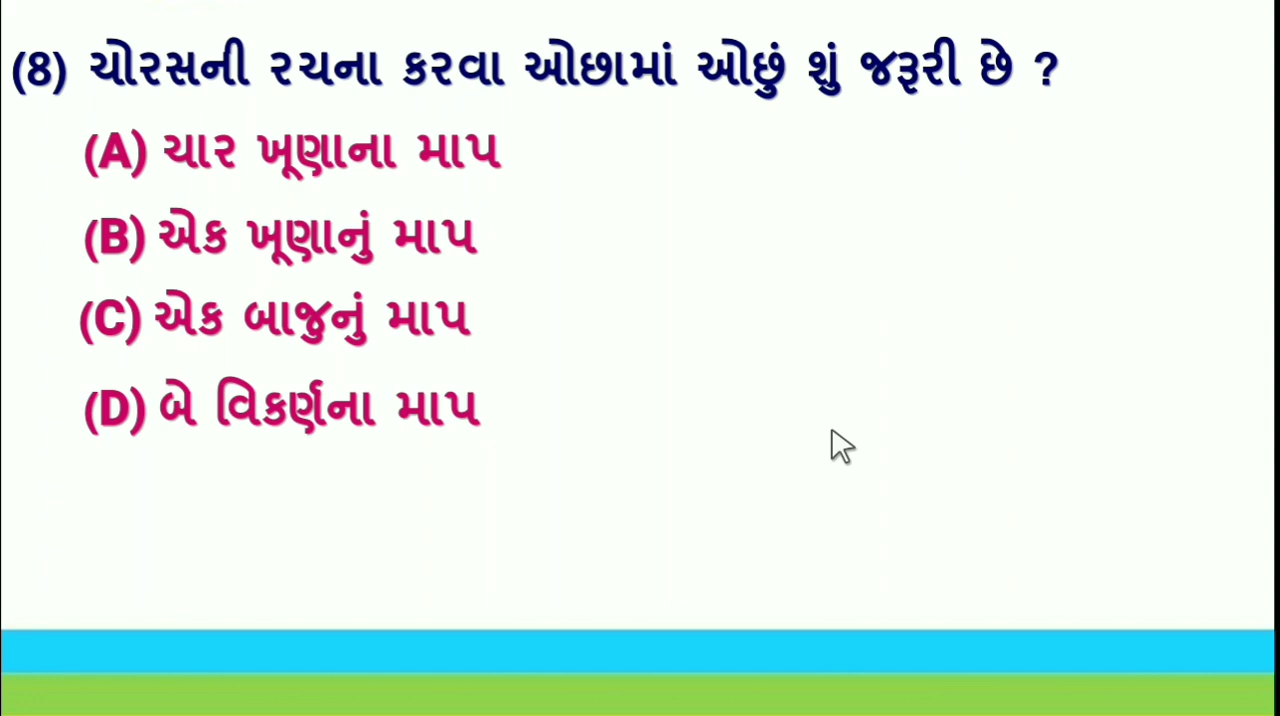 (8) ચોરસની રચના કરવા ઓછામાં ઓછું શું જરૂરી છે ?
(A) ચાર ખૂણાના માપ
(B) એક ખૂણાનું માપ
(C) એક બાજુનું માપ
(D) બે વિકર્ણના માપ